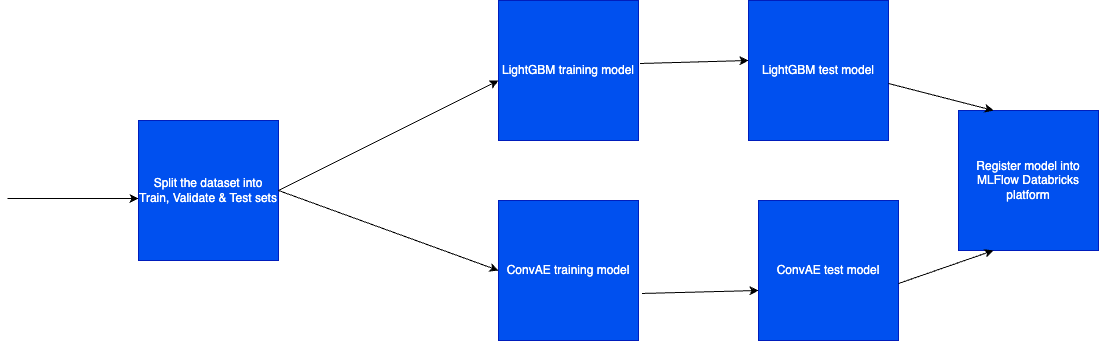 Split the dataset into
Train, Validate & Test sets
LightGBM training model
LightGBM test model
ConvAE training model
ConvAE test model
Register model into
MLFlow Databricks
platform